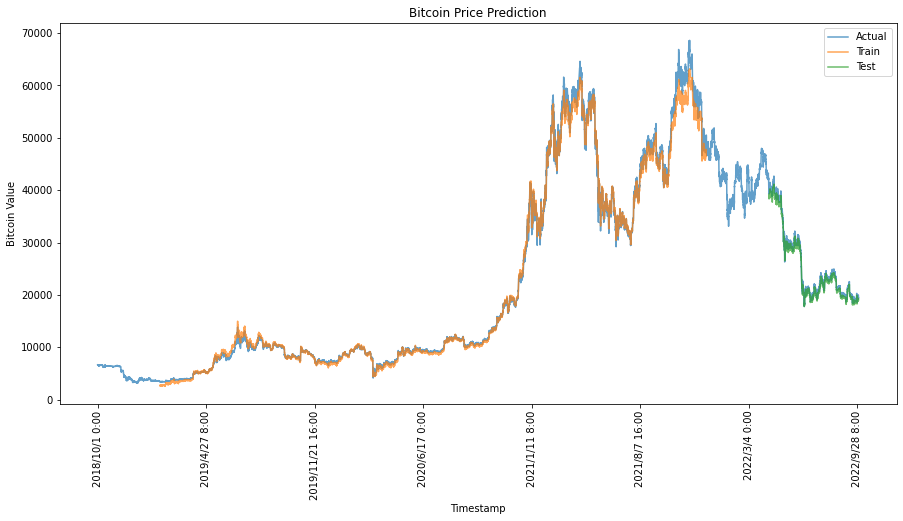 Bitcoin Price Prediction
Actual
Train
Test
70000
60000
50000
40000
30000
20000
10000
0
Bitcoin Value
2018/10/1 0:00
2019/4/27 8:00
2019/11/21 16:00
2020/6/17 0:00
2021/1/11 8:00
2021/8/7 16:00
2022/3/4 0:00
2022/9/28 8:00
Timestamp